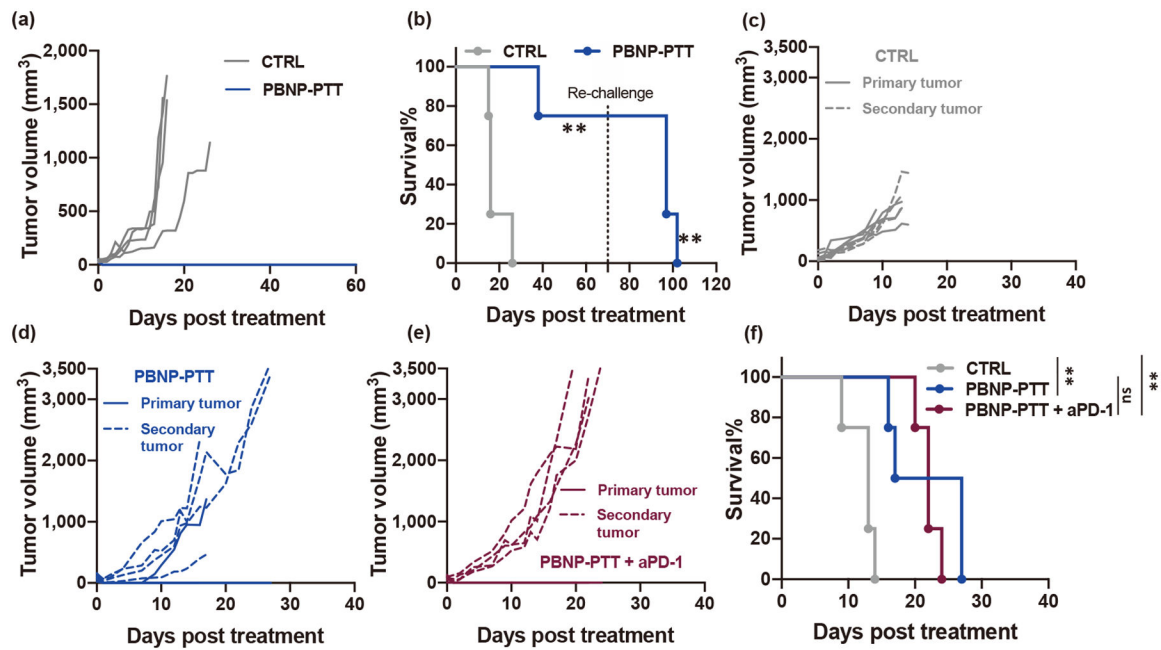 (a)
Tumor volume (mm³)
2,000
1,500
1,000
500
0
0 20 40 60
Days post treatment
CTRL
PBNP-PTT
(b)
CTRL PBNP-PTT
Survival%
100
80
60
40
20
0
0 20 40 60 80 100 120
Days post treatment
Re-challenge
**
**
(c)
Tumor volume (mm³)
3,500
3,000
2,000
1,000
0
0 10 20 30 40
Days post treatment
CTRL
Primary tumor
Secondary tumor
(d)
Tumor volume (mm³)
3,500
3,000
2,000
1,000
0
0 10 20 30 40
Days post treatment
PBNP-PTT
Primary tumor
Secondary
tumor
(e)
Tumor volume (mm³)
3,500
3,000
2,000
1,000
0
0 10 20 30 40
Days post treatment
Primary tumor
Secondary
tumor
PBNP-PTT + aPD-1
(f)
Survival%
100
80
60
40
20
0
0 10 20 30 40
Days post treatment
CTRL
PBNP-PTT
PBNP-PTT + aPD-1
**
ns
**